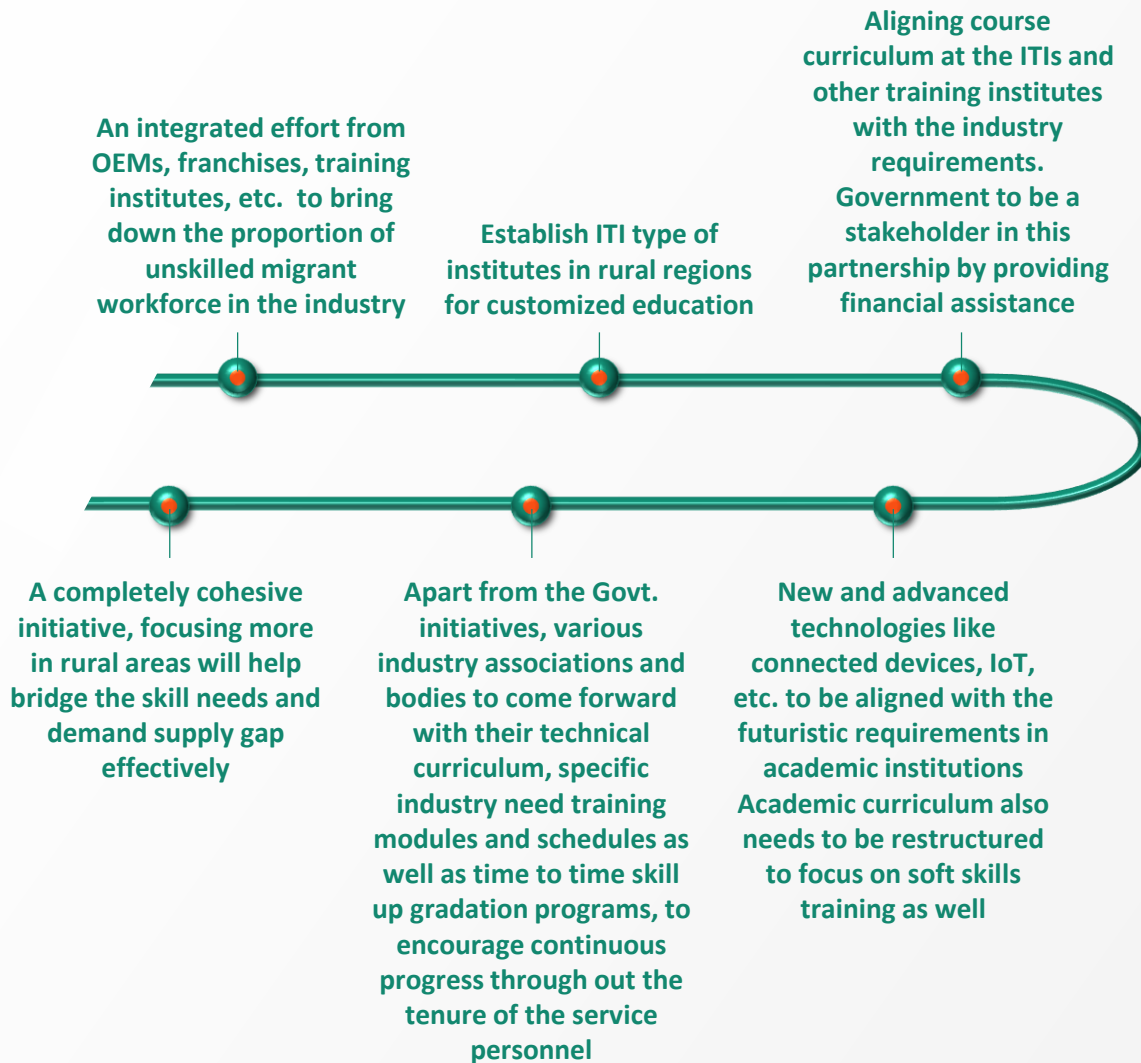 An integrated effort from
OEMs, franchises, training
institutes, etc.  to bring
down the proportion of
unskilled migrant
workforce in the industry
Establish ITI type of
institutes in rural regions
for customized education
Aligning course
curriculum at the ITIs and
other training institutes
with the industry
requirements.
Government to be a
stakeholder in this
partnership by providing
financial assistance
A completely cohesive
initiative, focusing more
in rural areas will help
bridge the skill needs and
demand supply gap
effectively
Apart from the Govt.
initiatives, various
industry associations and
bodies to come forward
with their technical
curriculum, specific
industry need training
modules and schedules as
well as time to time skill
up gradation programs, to
encourage continuous
progress through out the
tenure of the service
personnel
New and advanced
technologies like
connected devices, IoT,
etc. to be aligned with the
futuristic requirements in
academic institutions
Academic curriculum also
needs to be restructured
to focus on soft skills
training as well